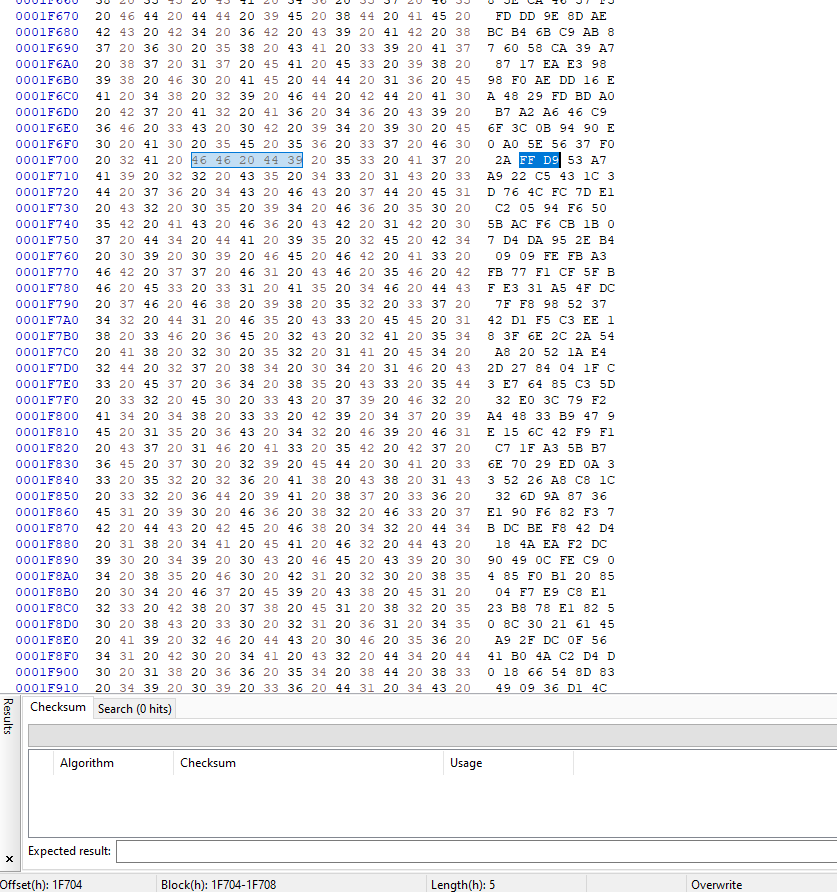 0001F670 20 46 44 20 44 44 20 39 45 20 38 44 20 41 45 20 FD DD 9E 8D AE
0001F680 42 43 20 42 34 20 36 42 20 43 39 20 41 42 20 38 BC B4 6B C9 AB 8
0001F690 37 20 36 30 20 35 38 20 43 41 20 33 39 20 41 37 7 60 58 CA 39 A7
0001F6A0 20 38 37 20 31 37 20 45 41 20 45 33 20 39 38 20 87 17 EA E3 98
0001F6B0 39 38 20 46 30 20 41 45 20 44 44 20 31 36 20 45 98 F0 AE DD 16 E
0001F6C0 41 20 34 38 20 32 39 20 46 44 20 42 44 20 41 30 A 48 29 FD BD A0
0001F6D0 20 42 37 20 41 32 20 41 36 20 34 36 20 43 39 20 B7 A2 A6 46 C9
0001F6E0 36 46 20 33 43 20 30 42 20 39 34 20 39 30 20 45 6F 3C 0B 94 90 E
0001F6F0 30 20 41 30 20 35 45 20 35 36 20 33 37 20 46 30 0 A0 5E 56 37 F0
0001F700 20 32 41 20 46 46 20 44 39 20 35 33 20 41 37 20 2A FF D9 53 A7
0001F710 41 39 20 32 32 20 43 35 20 34 33 20 31 43 20 33 A9 22 C5 43 1C 3
0001F720 44 20 37 36 20 34 43 20 46 43 20 37 44 20 45 31 D 76 4C FC 7D E1
0001F730 20 43 32 20 30 35 20 39 34 20 46 36 20 35 30 20 C2 05 94 F6 50
0001F740 35 42 20 41 43 20 46 36 20 43 42 20 31 42 20 30 5B AC F6 CB 1B 0
0001F750 37 20 44 34 20 44 41 20 39 35 20 32 45 20 42 34 7 D4 DA 95 2E B4
0001F760 20 30 39 20 30 39 20 46 45 20 46 42 20 41 33 20 09 09 FE FB A3
0001F770 46 42 20 37 37 20 46 31 20 43 46 20 35 46 20 42 FB 77 F1 CF 5F B
0001F780 46 20 45 33 20 33 31 20 41 35 20 34 46 20 44 43 F E3 31 A5 4F DC
0001F790 20 37 46 20 46 38 20 39 38 20 35 32 20 33 37 20 7F F8 98 52 37
0001F7A0 34 32 20 44 31 20 46 35 20 43 33 20 45 45 20 31 42 D1 F5 C3 EE 1
0001F7B0 38 20 33 46 20 36 45 20 32 43 20 32 41 20 35 34 8 3F 6E 2C 2A 54
0001F7C0 20 41 38 20 32 30 20 35 32 20 31 41 20 45 34 20 A8 20 52 1A E4
0001F7D0 32 44 20 32 37 20 38 34 20 30 34 20 31 46 20 43 2D 27 84 04 1F C
0001F7E0 33 20 45 37 20 36 34 20 38 35 20 43 33 20 35 44 3 E7 64 85 C3 5D
0001F7F0 20 33 32 20 45 30 20 33 43 20 37 39 20 46 32 20 32 E0 3C 79 F2
0001F800 41 34 20 34 38 20 33 33 20 42 39 20 34 37 20 39 A4 48 33 B9 47 9
0001F810 45 20 31 35 20 36 43 20 34 32 20 46 39 20 46 31 E 15 6C 42 F9 F1
0001F820 20 43 37 20 31 46 20 41 33 20 35 42 20 42 37 20 C7 1F A3 5B B7
0001F830 36 45 20 37 30 20 32 39 20 45 44 20 30 41 20 33 6E 70 29 ED 0A 3
0001F840 33 20 35 32 20 32 36 20 41 38 20 43 38 20 31 43 3 52 26 A8 C8 1C
0001F850 20 33 32 20 36 44 20 39 41 20 38 37 20 33 36 20 32 6D 9A 87 36
0001F860 45 31 20 39 30 20 46 36 20 38 32 20 46 33 20 37 E1 90 F6 82 F3 7
0001F870 42 20 44 43 20 42 45 20 46 38 20 34 32 20 44 34 B DC BE F8 42 D4
0001F880 20 31 38 20 34 41 20 45 41 20 46 32 20 44 43 20 18 4A EA F2 DC
0001F890 39 30 20 34 39 20 30 43 20 46 45 20 43 39 20 30 90 49 0C FE C9 0
0001F8A0 34 20 38 35 20 46 30 20 42 31 20 32 30 20 38 35 4 85 F0 B1 20 85
0001F8B0 20 30 34 20 46 37 20 45 39 20 43 38 20 45 31 20 04 F7 E9 C8 E1
0001F8C0 32 33 20 42 38 20 37 38 20 45 31 20 38 32 20 35 23 B8 78 E1 82 5
0001F8D0 30 20 38 43 20 33 30 20 32 31 20 36 31 20 34 35 0 8C 30 21 61 45
0001F8E0 20 41 39 20 32 46 20 44 43 20 30 46 20 35 36 20 A9 2F DC 0F 56
0001F8F0 34 31 20 42 30 20 34 41 20 43 32 20 44 34 20 44 41 B0 4A C2 D4 D
0001F900 30 20 31 38 20 36 36 20 35 34 20 38 44 20 38 33 0 18 66 54 8D 83
0001F910 20 34 39 20 30 39 20 33 36 20 44 31 20 34 43 20 49 09 36 D1 4C
Results
Checksum Search (0 hits)
Algorithm Checksum Usage
Expected result:
x
Offset(h): 1F704 Block(h): 1F704-1F708 Length(h): 5 Overwrite